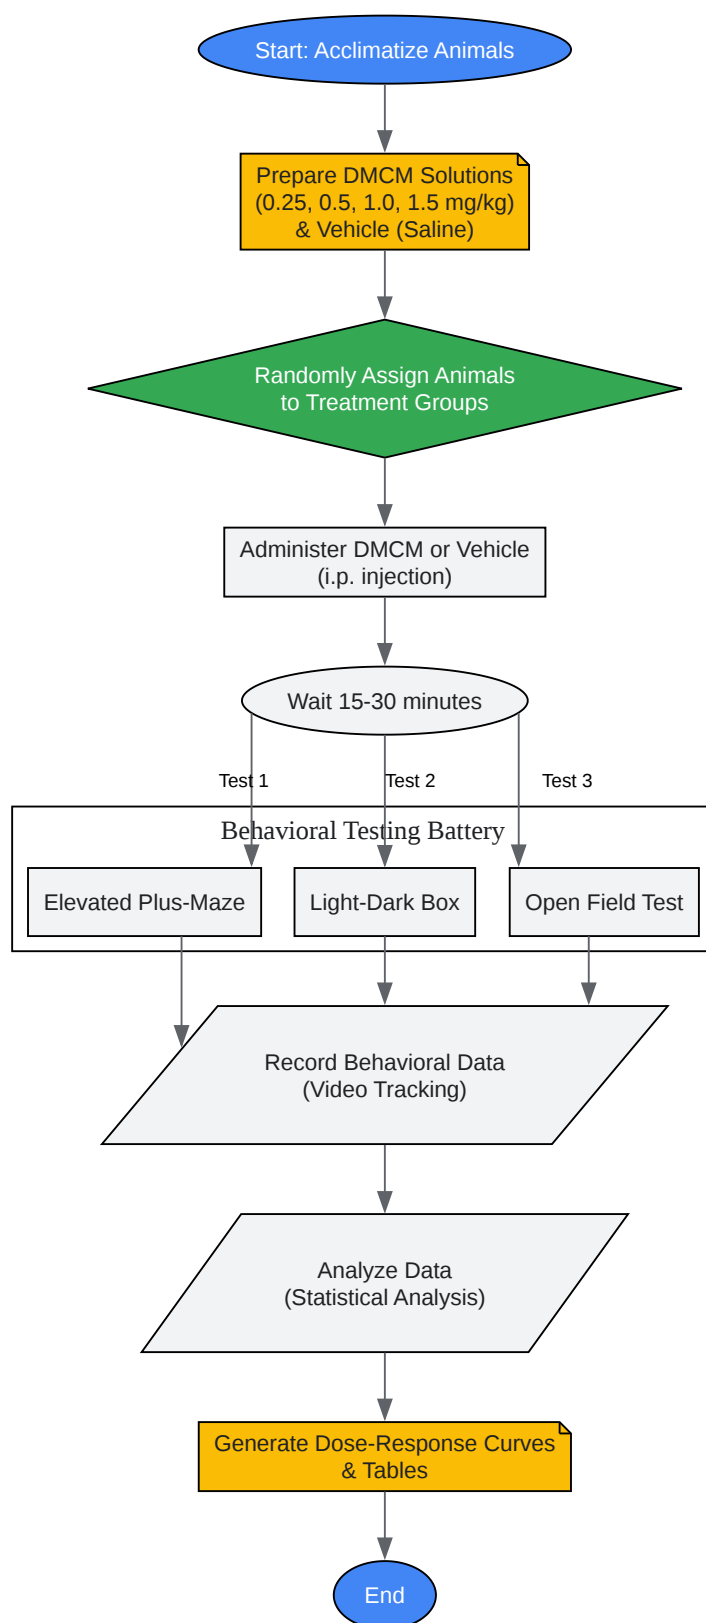 Start: Acclimatize Animals
Prepare DMCM Solutions
(0.25, 0.5, 1.0, 1.5 mg/kg)
& Vehicle (Saline)
Randomly Assign Animals
to Treatment Groups
Administer DMCM or Vehicle
(i.p. injection)
Wait 15-30 minutes
Test 1
Test 2
Test 3
Behavioral Testing Battery
Elevated Plus-Maze
Light-Dark Box
Open Field Test
Record Behavioral Data
(Video Tracking)
Analyze Data
(Statistical Analysis)
Generate Dose-Response Curves
& Tables
End